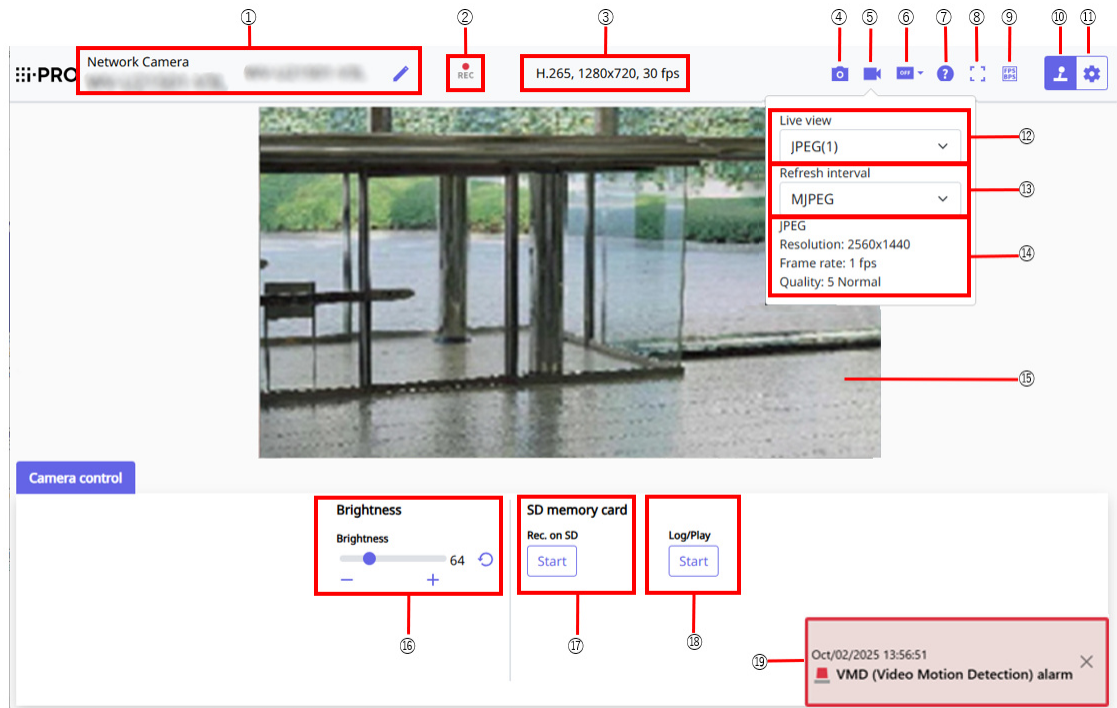 ① ② ③ ④ ⑤ ⑥ ⑦ ⑧ ⑨ ⑩ ⑪
i-PRO
Network Camera
REC
H.265, 1280x720, 30 fps
OFF
?
FPS
BPS
Live view
JPEG(1)
⑫
Refresh interval
MJPEG
⑬
JPEG
Resolution: 2560x1440
Frame rate: 1 fps
Quality: 5 Normal
⑭
⑮
Camera control
Brightness
Brightness
64
− +
⑯
SD memory card
Rec. on SD
Start
⑰
Log/Play
Start
⑱
⑲
Oct/02/2025 13:56:51
VMD (Video Motion Detection) alarm